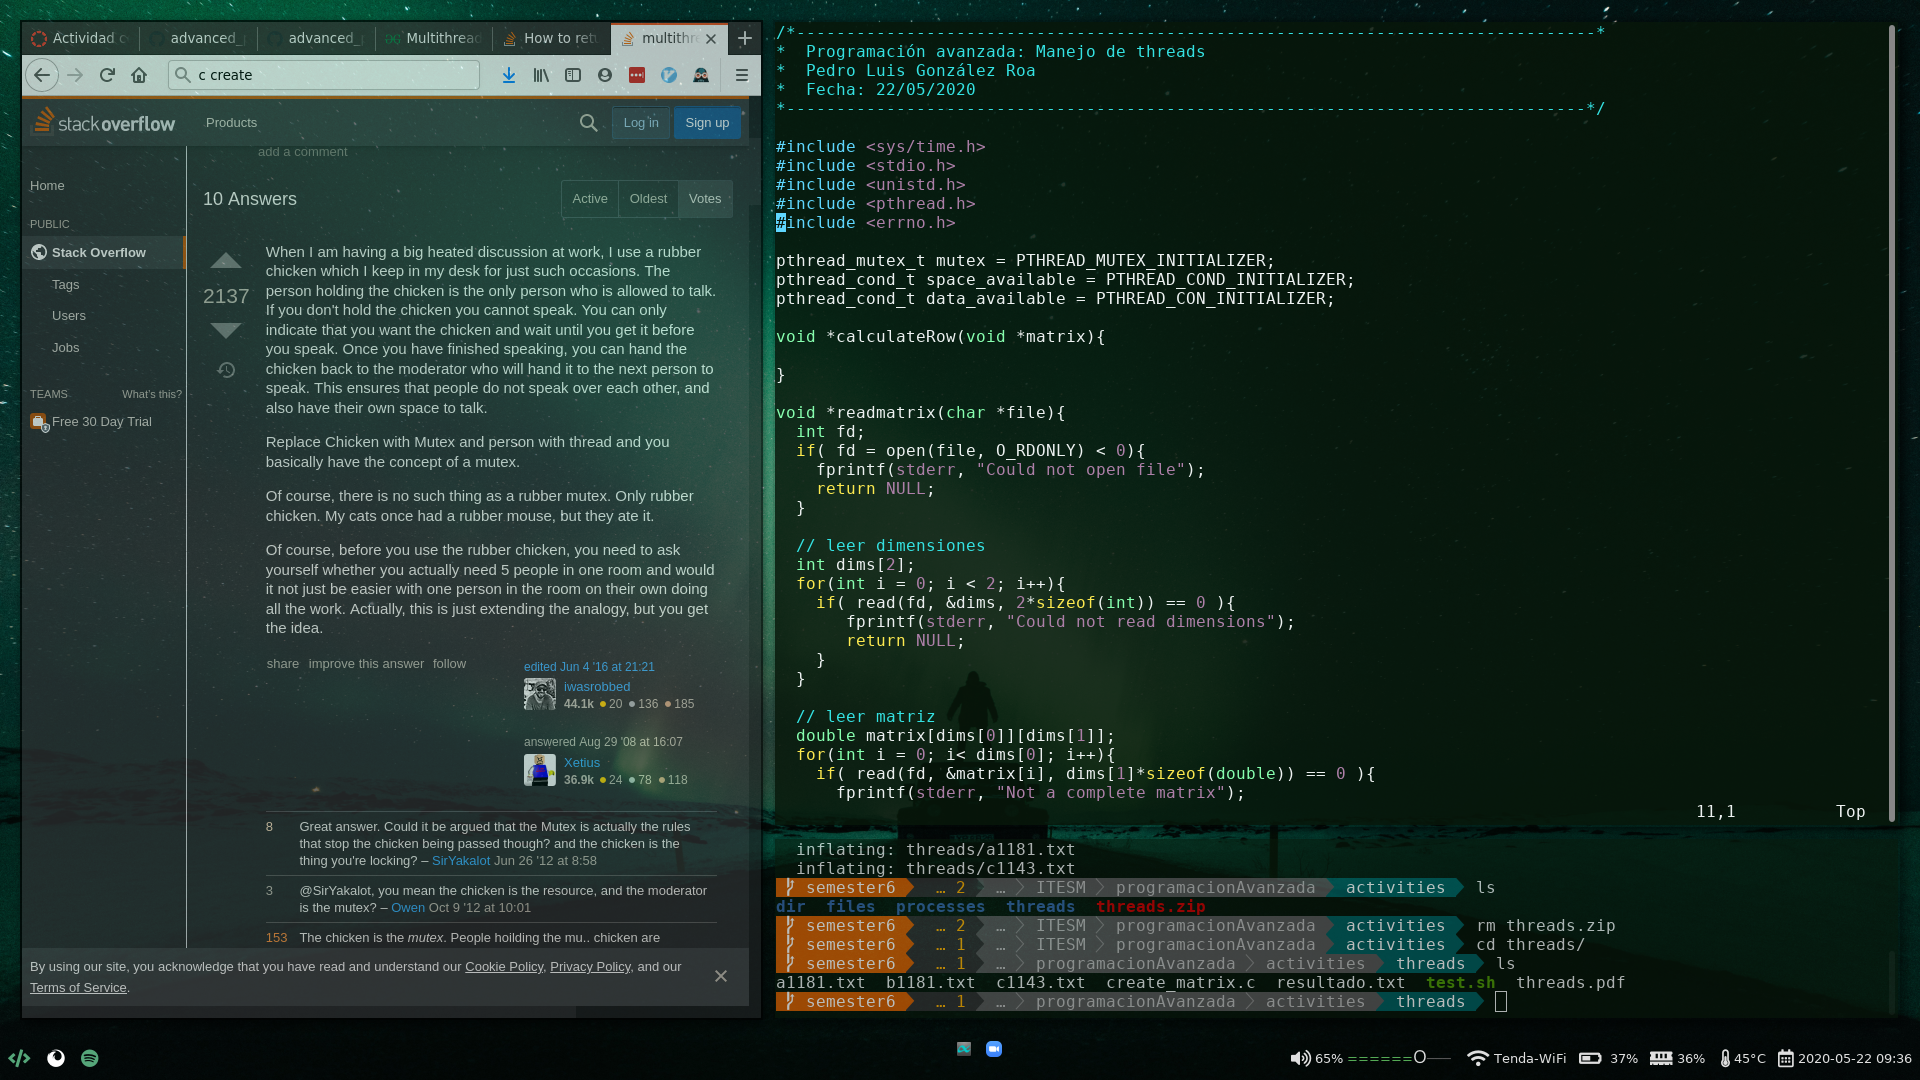 Actividad
advanced_
advanced_
Multithread
How to ret
multithr
c create
stackoverflow
Products
Log in
Sign up
add a comment
Home
PUBLIC
Stack Overflow
Tags
Users
Jobs
TEAMS
What's this?
Free 30 Day Trial
10 Answers
Active
Oldest
Votes
2137
When I am having a big heated discussion at work, I use a rubber
chicken which I keep in my desk for just such occasions. The
person holding the chicken is the only person who is allowed to talk.
If you don't hold the chicken you cannot speak. You can only
indicate that you want the chicken and wait until you get it before
you speak. Once you have finished speaking, you can hand the
chicken back to the moderator who will hand it to the next person to
speak. This ensures that people do not speak over each other, and
also have their own space to talk.
Replace Chicken with Mutex and person with thread and you
basically have the concept of a mutex.
Of course, there is no such thing as a rubber mutex. Only rubber
chicken. My cats once had a rubber mouse, but they ate it.
Of course, before you use the rubber chicken, you need to ask
yourself whether you actually need 5 people in one room and would
it not just be easier with one person in the room on their own doing
all the work. Actually, this is just extending the analogy, but you get
the idea.
share improve this answer follow
edited Jun 4 '16 at 21:21
iwasrobbed
44.1k ●20 ●136 ●185
answered Aug 29 '08 at 16:07
Xetius
36.9k ●24 ●78 ●118
8 Great answer. Could it be argued that the Mutex is actually the rules
that stop the chicken being passed though? and the chicken is the
thing you're locking? – SirYakalot Jun 26 '12 at 8:58
3 @SirYakalot, you mean the chicken is the resource, and the moderator
is the mutex? – Owen Oct 9 '12 at 10:01
153 The chicken is the mutex. People hoilding the mu.. chicken are
By using our site, you acknowledge that you have read and understand our Cookie Policy, Privacy Policy, and our
Terms of Service.
/*--------------------------------------------------------------------------------*
*  Programación avanzada: Manejo de threads
*  Pedro Luis González Roa
*  Fecha: 22/05/2020
*--------------------------------------------------------------------------------*/
#include <sys/time.h>
#include <stdio.h>
#include <unistd.h>
#include <pthread.h>
#include <errno.h>
pthread_mutex_t mutex = PTHREAD_MUTEX_INITIALIZER;
pthread_cond_t space_available = PTHREAD_COND_INITIALIZER;
pthread_cond_t data_available = PTHREAD_CON_INITIALIZER;
void *calculateRow(void *matrix){
}
void *readmatrix(char *file){
  int fd;
  if( fd = open(file, O_RDONLY) < 0){
    fprintf(stderr, "Could not open file");
    return NULL;
  }
  // leer dimensiones
  int dims[2];
  for(int i = 0; i < 2; i++){
    if( read(fd, &dims, 2*sizeof(int)) == 0 ){
       fprintf(stderr, "Could not read dimensions");
       return NULL;
    }
  }
  // leer matriz
  double matrix[dims[0]][dims[1]];
  for(int i = 0; i< dims[0]; i++){
    if( read(fd, &matrix[i], dims[1]*sizeof(double)) == 0 ){
      fprintf(stderr, "Not a complete matrix");
11,1 Top
  inflating: threads/a1181.txt
  inflating: threads/c1143.txt
semester6 … 2 … ITESM programacionAvanzada activities ls
dir files processes threads threads.zip
semester6 … 2 … ITESM programacionAvanzada activities rm threads.zip
semester6 … 1 … ITESM programacionAvanzada activities cd threads/
semester6 … 1 … programacionAvanzada activities threads ls
a1181.txt b1181.txt c1143.txt create_matrix.c resultado.txt test.sh threads.pdf
semester6 … 1 … programacionAvanzada activities threads
65% ======O—— Tenda-WiFi 37% 36% 45°C 2020-05-22 09:36